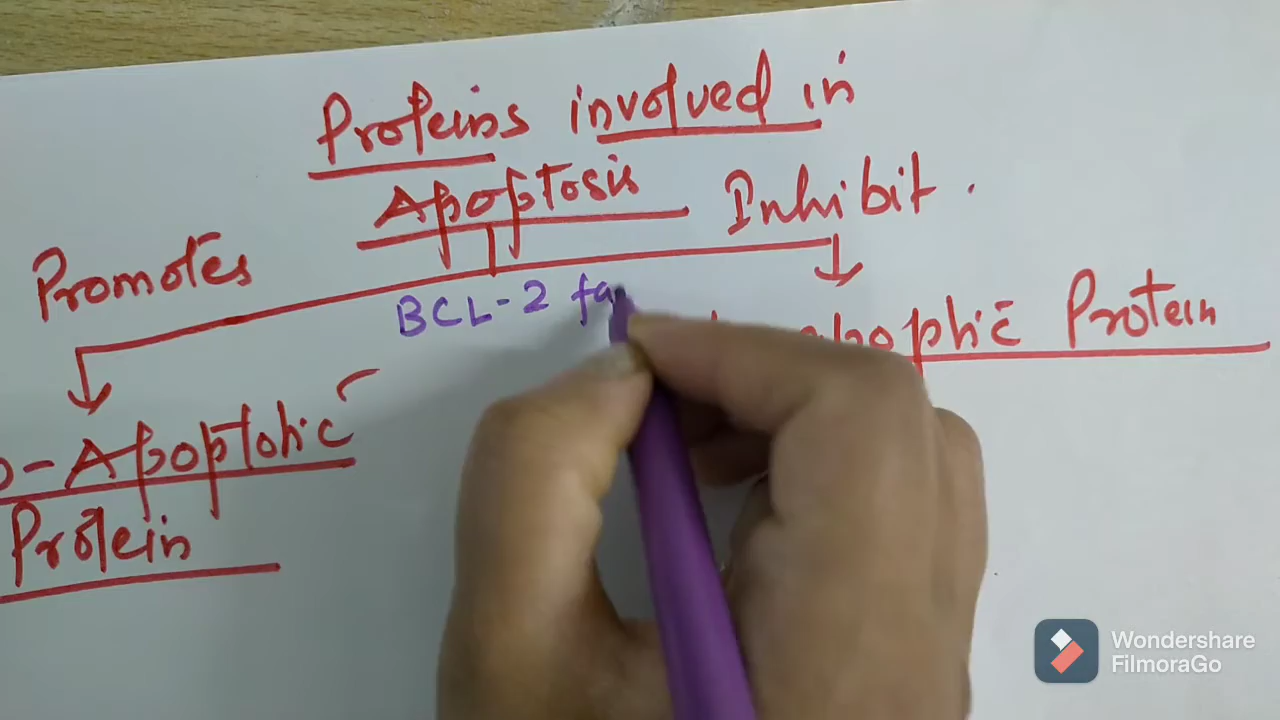 Proteins involved in
Apoptosis
Inhibit.
Promotes
BCL-2 fa
Protein
-Apoptotic
Protein
Wondershare
FilmoraGo